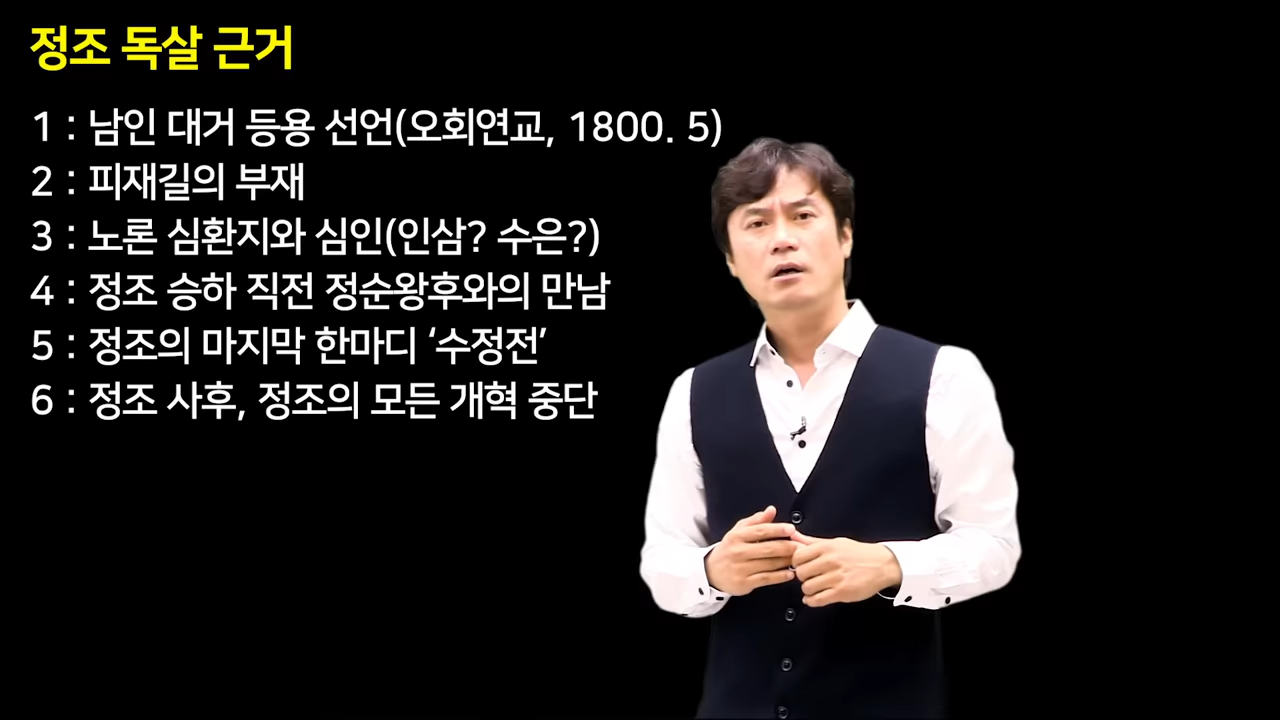 정조 독살 근거
1 : 남인 대거 등용 선언(오회연교, 1800. 5)
2 : 피재길의 부재
3 : 노론 심환지와 심인(인삼? 수은?)
4 : 정조 승하 직전 정순왕후와의 만남
5 : 정조의 마지막 한마디 ‘수정전’
6 : 정조 사후, 정조의 모든 개혁 중단